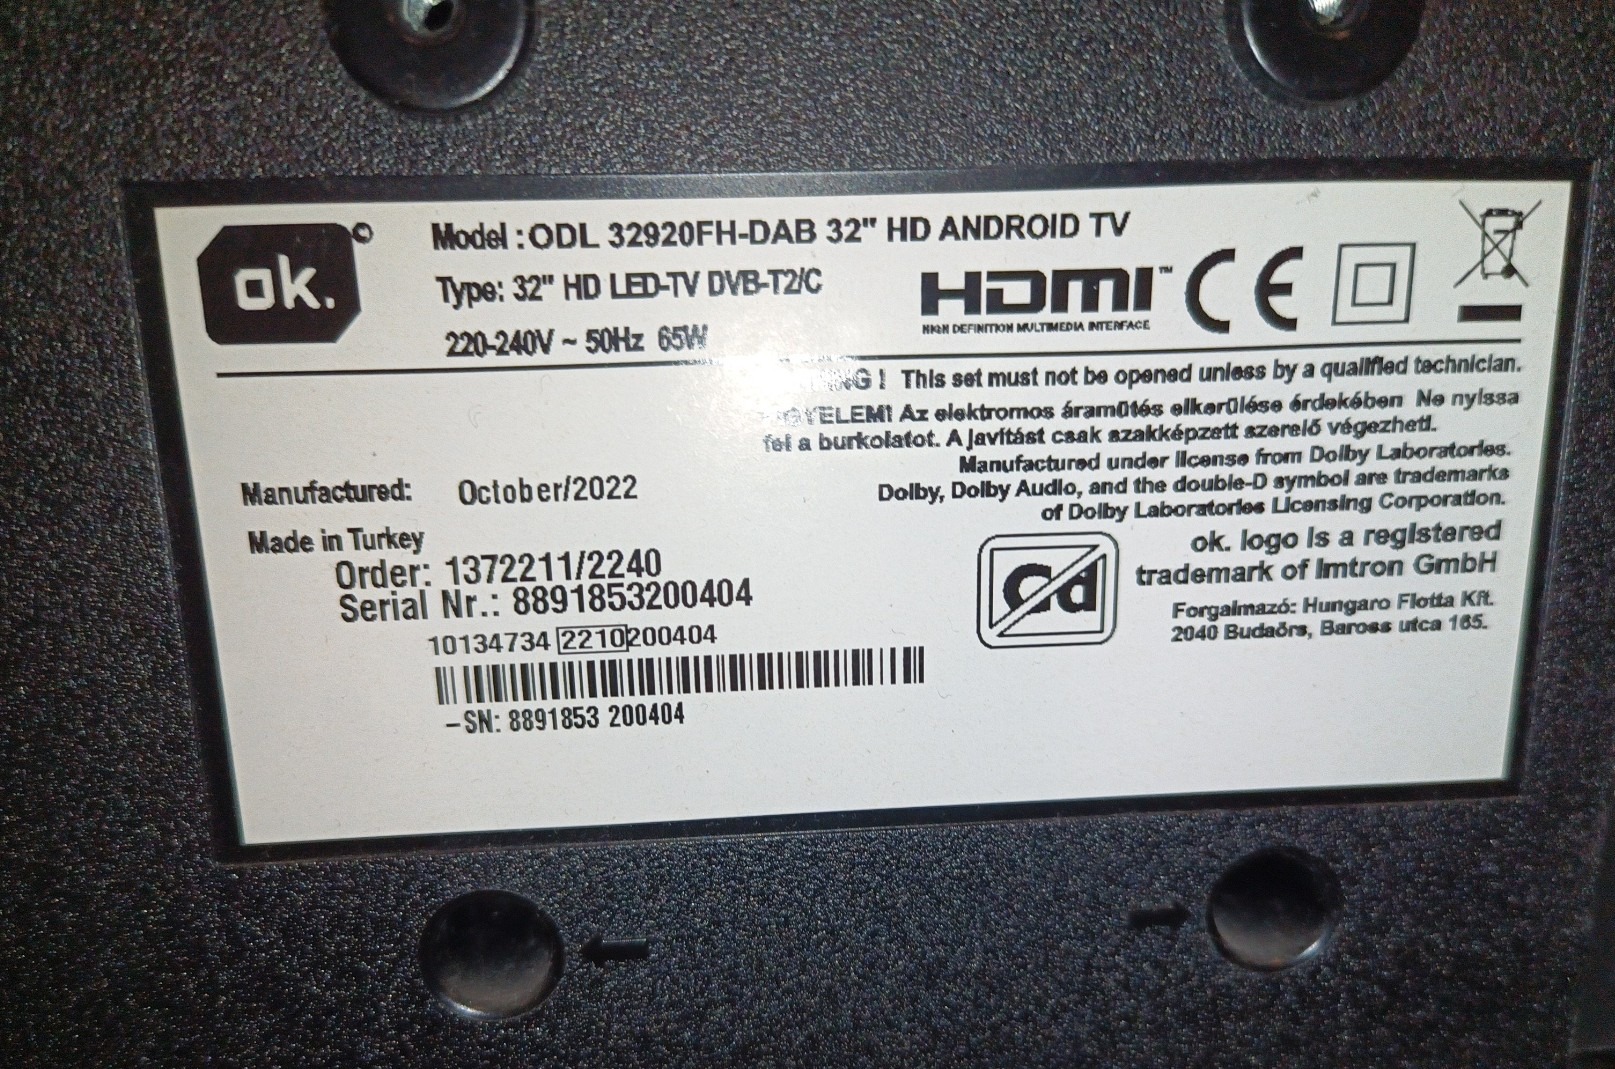 ok. ©
Model : ODL 32920FH-DAB 32" HD ANDROID TV
Type: 32" HD LED-TV DVB-T2/C
220-240V ~ 50Hz 65W
HDMI™
HIGH DEFINITION MULTIMEDIA INTERFACE
CE
This set must not be opened unless by a qualified technician.
Az elektromos áramütés elkerülése érdekében Ne nyissa
fel a burkolatot. A javítást csak szakképzett szerelő végezheti.
Manufactured under license from Dolby Laboratories.
Dolby, Dolby Audio, and the double-D symbol are trademarks
of Dolby Laboratories Licensing Corporation.
Manufactured: October/2022
Made in Turkey
Order: 1372211/2240
Serial Nr.: 8891853200404
10134734 2210200404
-SN: 8891853 200404
Cd
ok. logo is a registered
trademark of Imtron GmbH
Forgalmazó: Hungaro Flotta Kft.
2040 Budaörs, Baross utca 165.